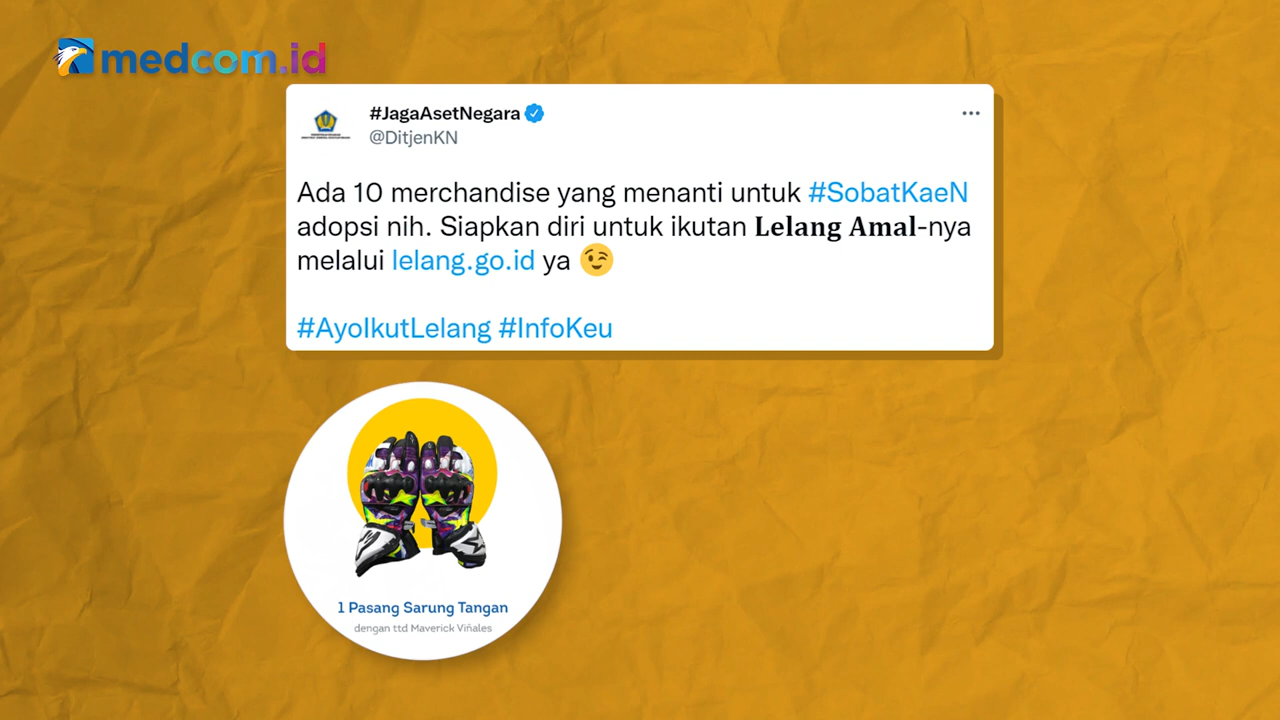 medcom.id
#JagaAsetNegara
@DitjenKN
Ada 10 merchandise yang menanti untuk #SobatKaeN
adopsi nih. Siapkan diri untuk ikutan Lelang Amal-nya
melalui lelang.go.id ya 😉
#AyoIkutLelang #InfoKeu
1 Pasang Sarung Tangan
dengan ttd Maverick Viñales